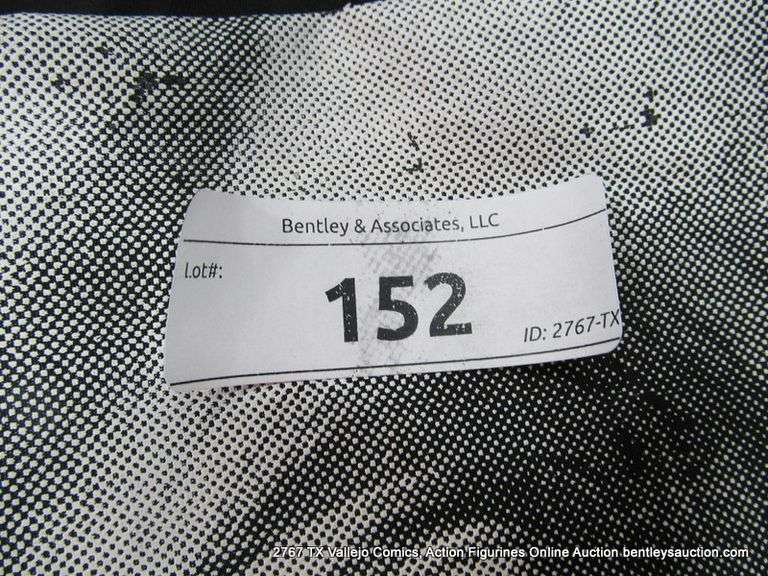 Bentley & Associates, LLC
Lot#:
152
ID: 2767-TX
2767 TX Vallejo Comics, Action Figurines Online Auction bentleysauction.com